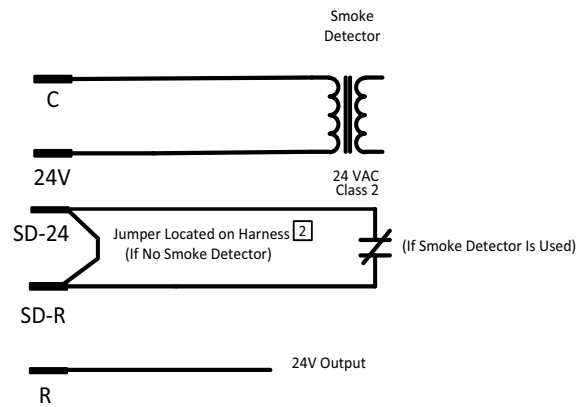 Smoke
Detector
C
24V
24 VAC
Class 2
SD-24
Jumper Located on Harness 2
(If No Smoke Detector)
(If Smoke Detector Is Used)
SD-R
24V Output
R